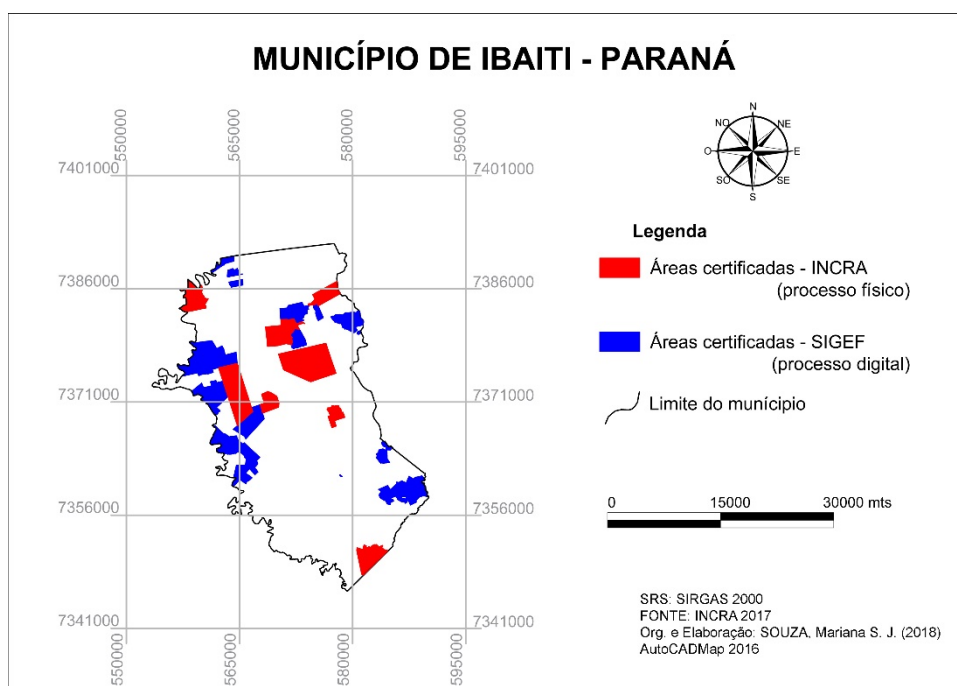 MUNICÍPIO DE IBAITI - PARANÁ
550000
565000
580000
595000
7401000
7401000
7386000
7386000
7371000
7371000
7356000
7356000
7341000
7341000
550000
565000
580000
595000
N
NO
NE
O
E
SO
SE
S
Legenda
Áreas certificadas - INCRA
(processo físico)
Áreas certificadas - SIGEF
(processo digital)
Limite do munícipio
0
15000
30000 mts
SRS: SIRGAS 2000
FONTE: INCRA 2017
Org. e Elaboração: SOUZA, Mariana S. J. (2018)
AutoCADMap 2016